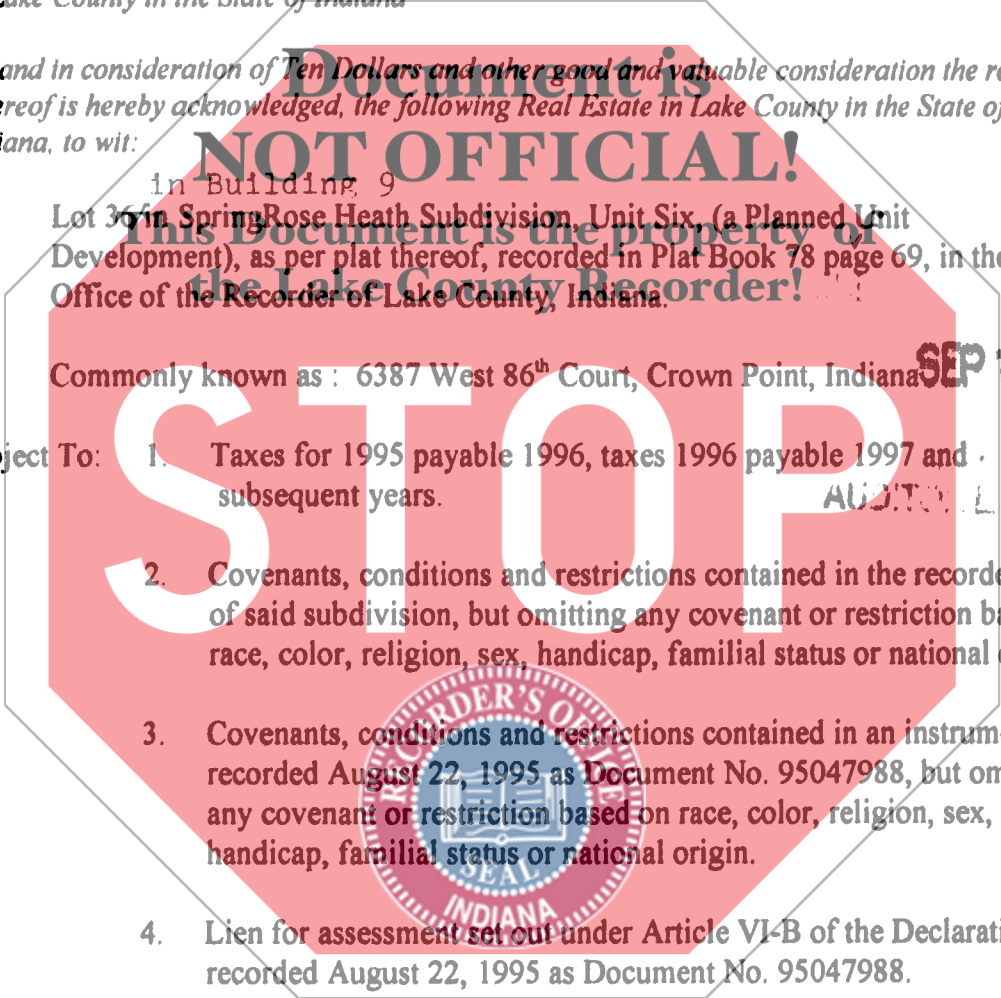 Lake County in the State of Indiana
and in consideration of Ten Dollars and other good and valuable consideration the
Document is
ereof is hereby acknowledged, the following Real Estate in Lake County in the State of
iana, to wit:
NOT OFFICIAL!
in Building 9
Lot 36/in SpringRose Heath Subdivision, Unit Six, (a Planned Unit
This Document is the property of
Development), as per plat thereof, recorded in Plat Book 78 page 69, in the
the Lake County Recorder!
Office of the Recorder of Lake County, Indiana.
SEP
Commonly known as : 6387 West 86th Court, Crown Point, Indiana
STOP
ject To: 1. Taxes for 1995 payable 1996, taxes 1996 payable 1997 and
subsequent years.
2. Covenants, conditions and restrictions contained in the recorde
of said subdivision, but omitting any covenant or restriction ba
race, color, religion, sex, handicap, familial status or national
RECORDER'S OFFICE
3. Covenants, conditions and restrictions contained in an instrum
recorded August 22, 1995 as Document No. 95047988, but om
any covenant or restriction based on race, color, religion, sex,
handicap, familial status or national origin.
SEAL
INDIANA
4. Lien for assessment set out under Article VI-B of the Declarati
recorded August 22, 1995 as Document No. 95047988.